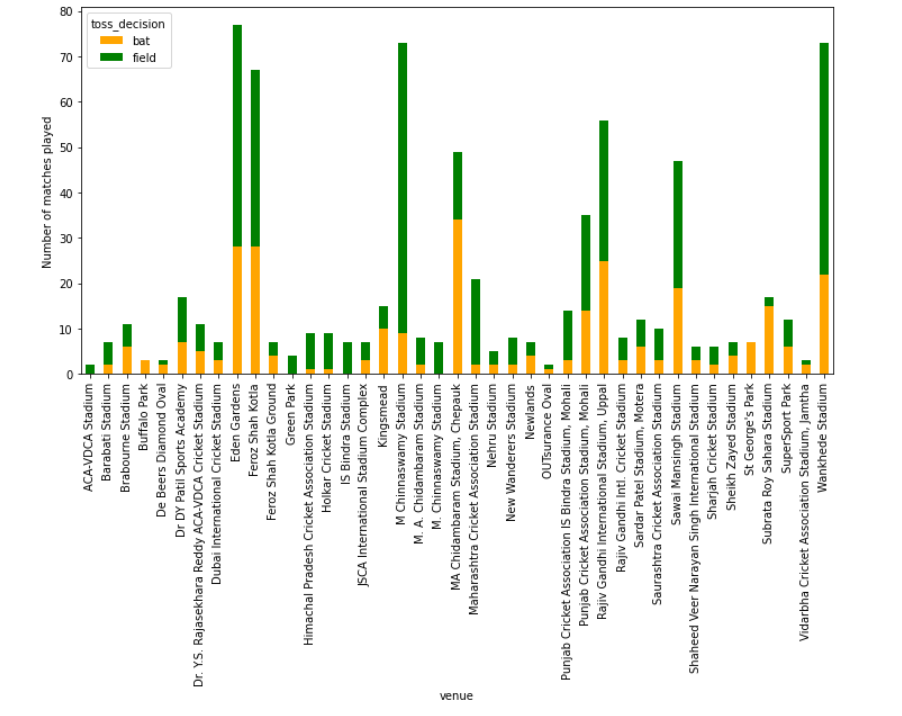 80
70
60
50
40
30
20
10
0
Number of matches played
toss_decision
bat
field
ACA-VDCA Stadium
Barabati Stadium
Brabourne Stadium
Buffalo Park
De Beers Diamond Oval
Dr DY Patil Sports Academy
Dr. Y.S. Rajasekhara Reddy ACA-VDCA Cricket Stadium
Dubai International Cricket Stadium
Eden Gardens
Feroz Shah Kotla
Feroz Shah Kotla Ground
Green Park
Himachal Pradesh Cricket Association Stadium
Holkar Cricket Stadium
IS Bindra Stadium
JSCA International Stadium Complex
Kingsmead
M Chinnaswamy Stadium
M. A. Chidambaram Stadium
M. Chinnaswamy Stadium
MA Chidambaram Stadium, Chepauk
Maharashtra Cricket Association Stadium
Nehru Stadium
New Wanderers Stadium
Newlands
OUTsurance Oval
Punjab Cricket Association IS Bindra Stadium, Mohali
Punjab Cricket Association Stadium, Mohali
Rajiv Gandhi International Stadium, Uppal
Rajiv Gandhi Intl. Cricket Stadium
Sardar Patel Stadium, Motera
Saurashtra Cricket Association Stadium
Sawai Mansingh Stadium
Shaheed Veer Narayan Singh International Stadium
Sharjah Cricket Stadium
Sheikh Zayed Stadium
St George's Park
Subrata Roy Sahara Stadium
SuperSport Park
Vidarbha Cricket Association Stadium, Jamtha
Wankhede Stadium
venue